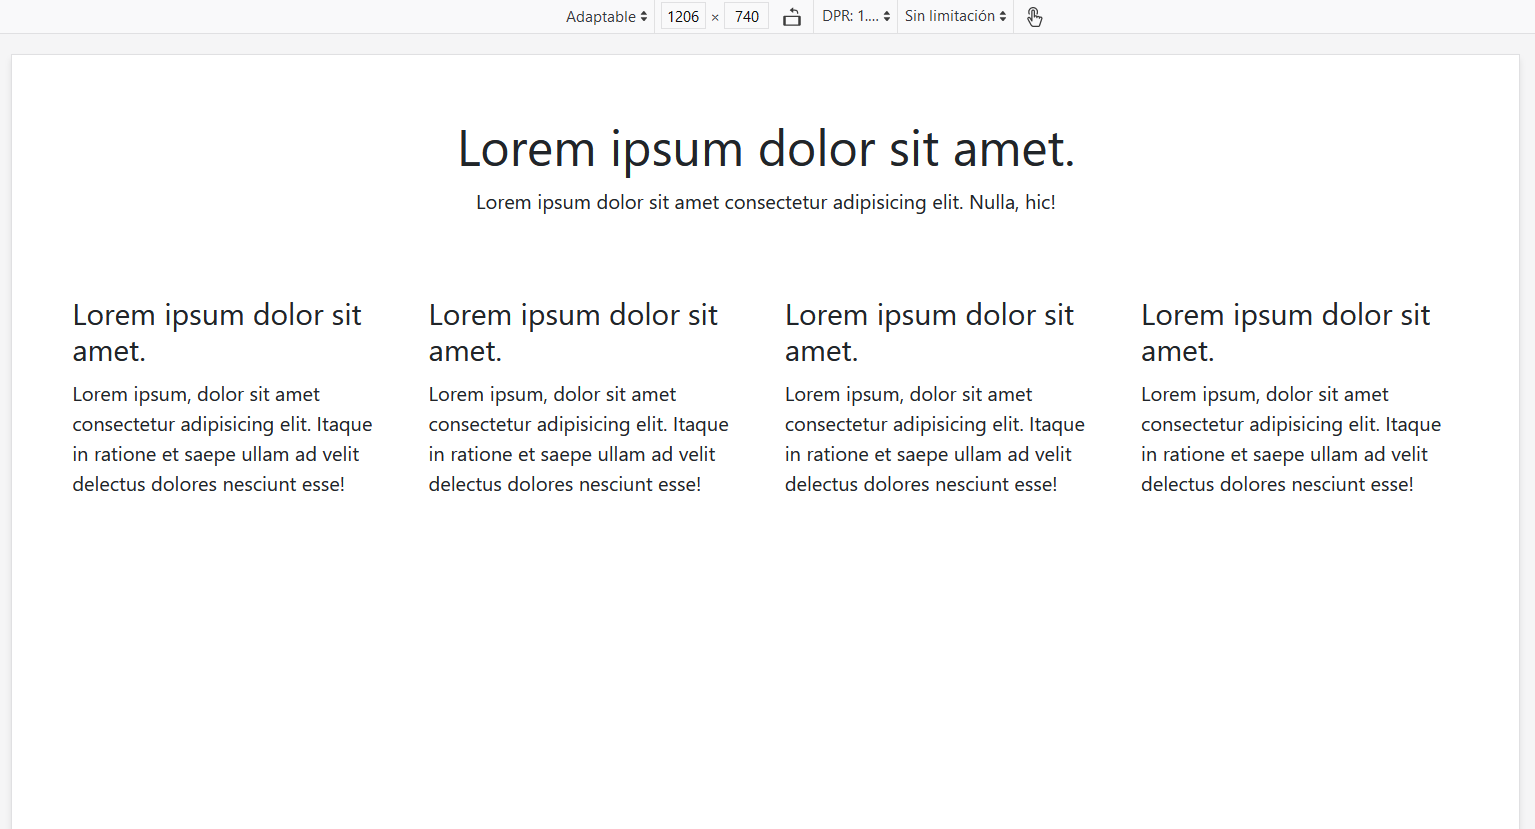 Adaptable 1206 × 740 DPR: 1.... Sin limitación
Lorem ipsum dolor sit amet.
Lorem ipsum dolor sit amet consectetur adipisicing elit. Nulla, hic!
Lorem ipsum dolor sit
amet.
Lorem ipsum, dolor sit amet
consectetur adipisicing elit. Itaque
in ratione et saepe ullam ad velit
delectus dolores nesciunt esse!
Lorem ipsum dolor sit
amet.
Lorem ipsum, dolor sit amet
consectetur adipisicing elit. Itaque
in ratione et saepe ullam ad velit
delectus dolores nesciunt esse!
Lorem ipsum dolor sit
amet.
Lorem ipsum, dolor sit amet
consectetur adipisicing elit. Itaque
in ratione et saepe ullam ad velit
delectus dolores nesciunt esse!
Lorem ipsum dolor sit
amet.
Lorem ipsum, dolor sit amet
consectetur adipisicing elit. Itaque
in ratione et saepe ullam ad velit
delectus dolores nesciunt esse!